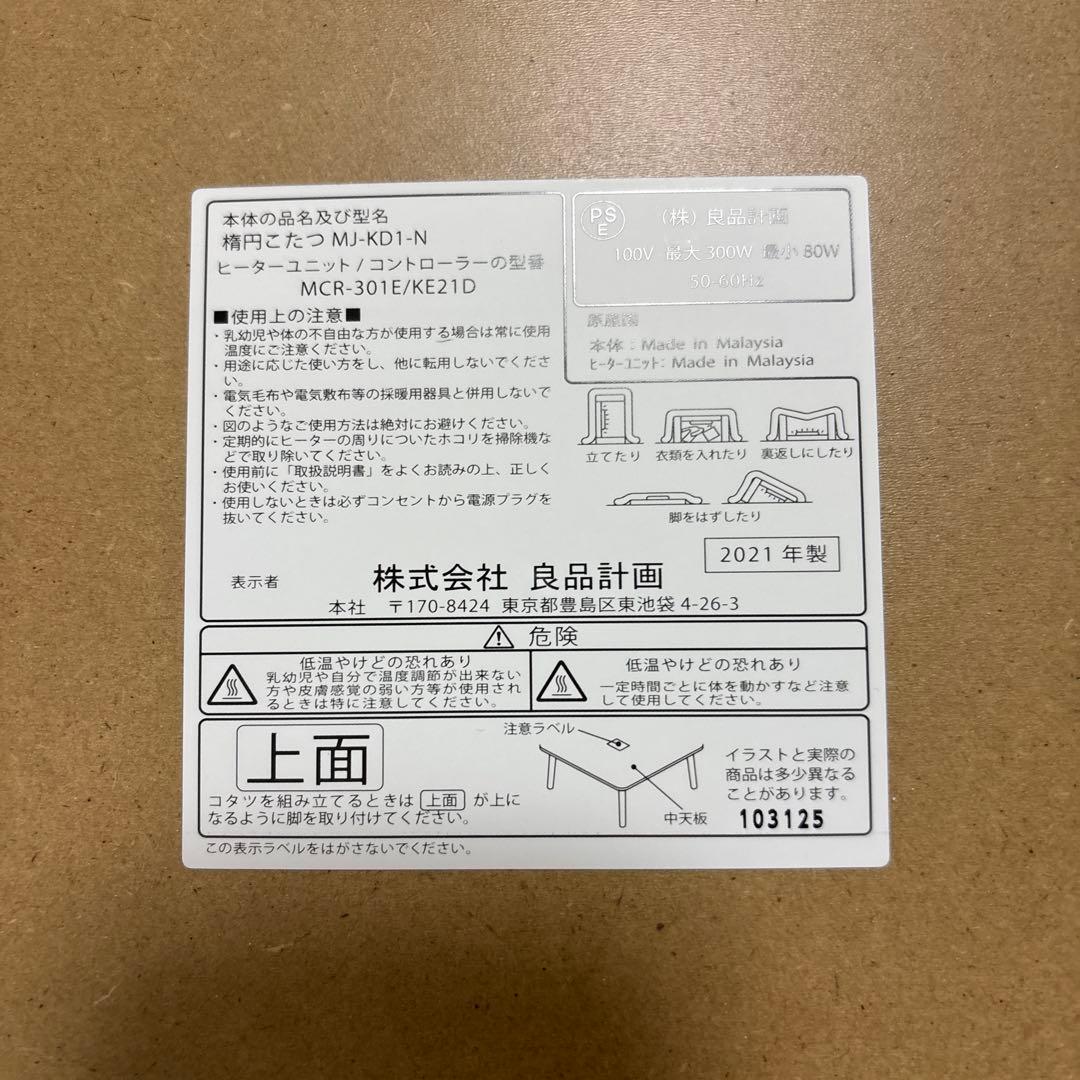 本体の品名及び型名
楕円こたつ MJ-KD1-N
ヒーターユニット / コントローラーの型番
MCR-301E/KE21D
■使用上の注意■
・乳幼児や体の不自由な方が使用する場合は常に使用
温度にご注意ください。
・用途に応じた使い方をし、他に転用しないでくださ
い。
・電気毛布や電気敷布等の採暖用器具と併用しないで
ください。
・図のようなご使用方法は絶対にお避けください。
・定期的にヒーターの周りについたホコリを掃除機な
どで取り除いてください。
・使用前に「取扱説明書」をよくお読みの上、正しく
お使いください。
・使用しないときは必ずコンセントから電源プラグを
抜いてください。
PSE
(株) 良品計画
100V 最大 300W 最小 80W
50-60Hz
原産国
本体 : Made in Malaysia
ヒーターユニット: Made in Malaysia
立てたり 衣類を入れたり 裏返しにしたり
脚をはずしたり
2021 年製
表示者 株式会社 良品計画
本社 〒170-8424 東京都豊島区東池袋 4-26-3
危険
低温やけどの恐れあり
乳幼児や自分で温度調節が出来ない
方や皮膚感覚の弱い方等が使用され
るときは特に注意してください。
低温やけどの恐れあり
一定時間ごとに体を動かすなど注意
して使用してください。
上面
コタツを組み立てるときは 上面 が上に
なるように脚を取り付けてください。
注意ラベル
中天板
イラストと実際の
商品は多少異なる
ことがあります。
103125
この表示ラベルをはがさないでください。